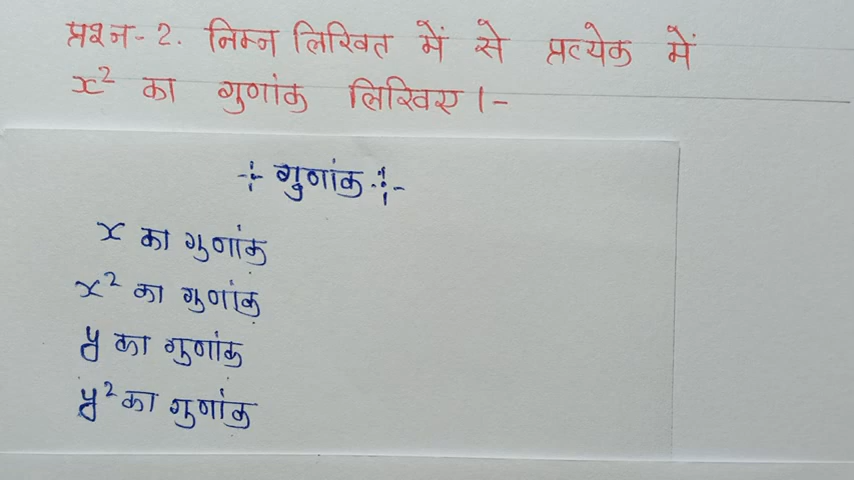 प्रश्न-2. निम्न लिखित में से प्रत्येक में
x² का गुणांक लिखिए।-
÷ गुणांक ÷
x का गुणांक
x² का गुणांक
y का गुणांक
y² का गुणांक